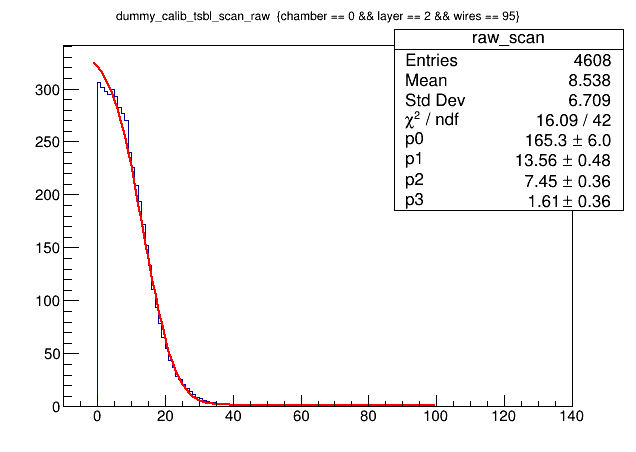 dummy_calib_tsbl_scan_raw {chamber == 0 && layer == 2 && wires == 95}
raw_scan
Entries 4608
Mean 8.538
Std Dev 6.709
χ² / ndf 16.09 / 42
p0 165.3 ± 6.0
p1 13.56 ± 0.48
p2 7.45 ± 0.36
p3 1.61 ± 0.36
300
250
200
150
100
50
0
0 20 40 60 80 100 120 140